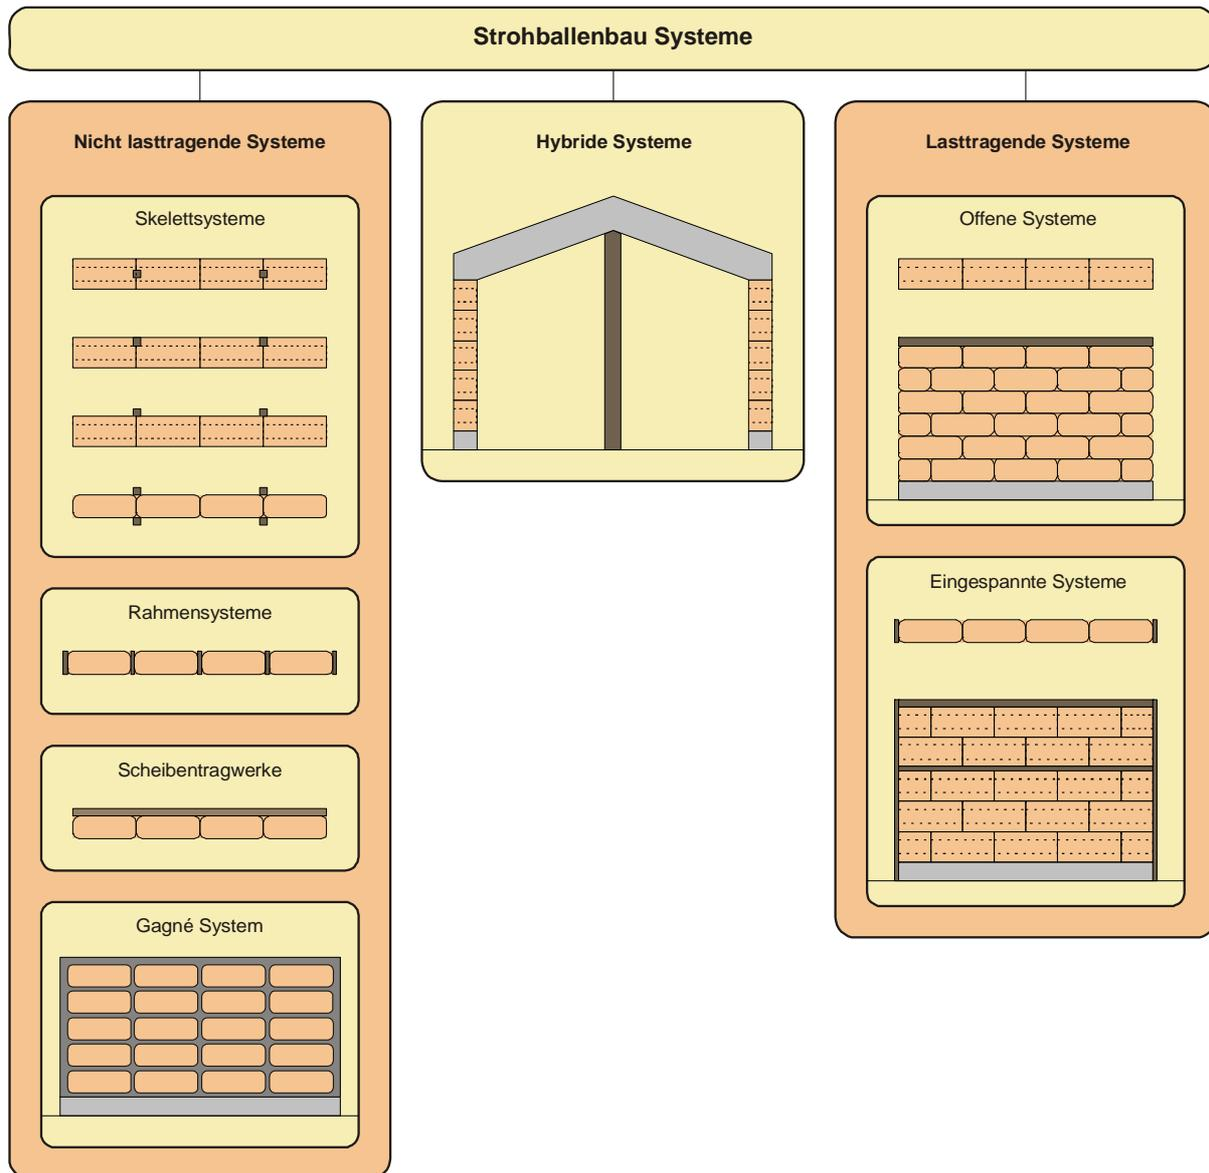 Strohballenbau Systeme
Nicht lasttragende Systeme
Skelettsysteme
Rahmensysteme
Scheibentragwerke
Gagné System
Hybride Systeme
Lasttragende Systeme
Offene Systeme
Eingespannte Systeme